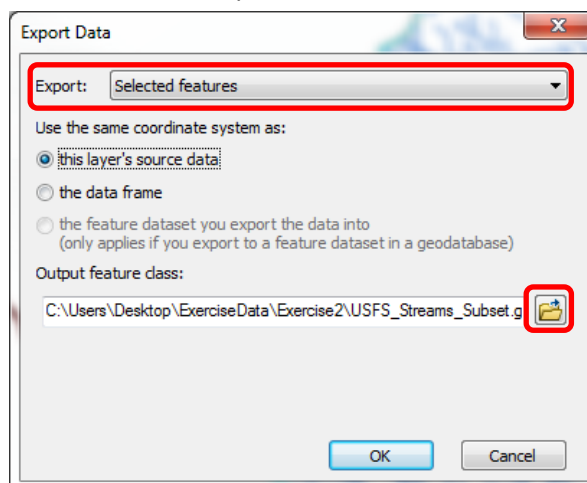 Export Data
Export: Selected features
Use the same coordinate system as:
this layer's source data
the data frame
the feature dataset you export the data into
(only applies if you export to a feature dataset in a geodatabase)
Output feature class:
C:\Users\Desktop\ExerciseData\Exercise2\USFS_Streams_Subset.g
OK Cancel